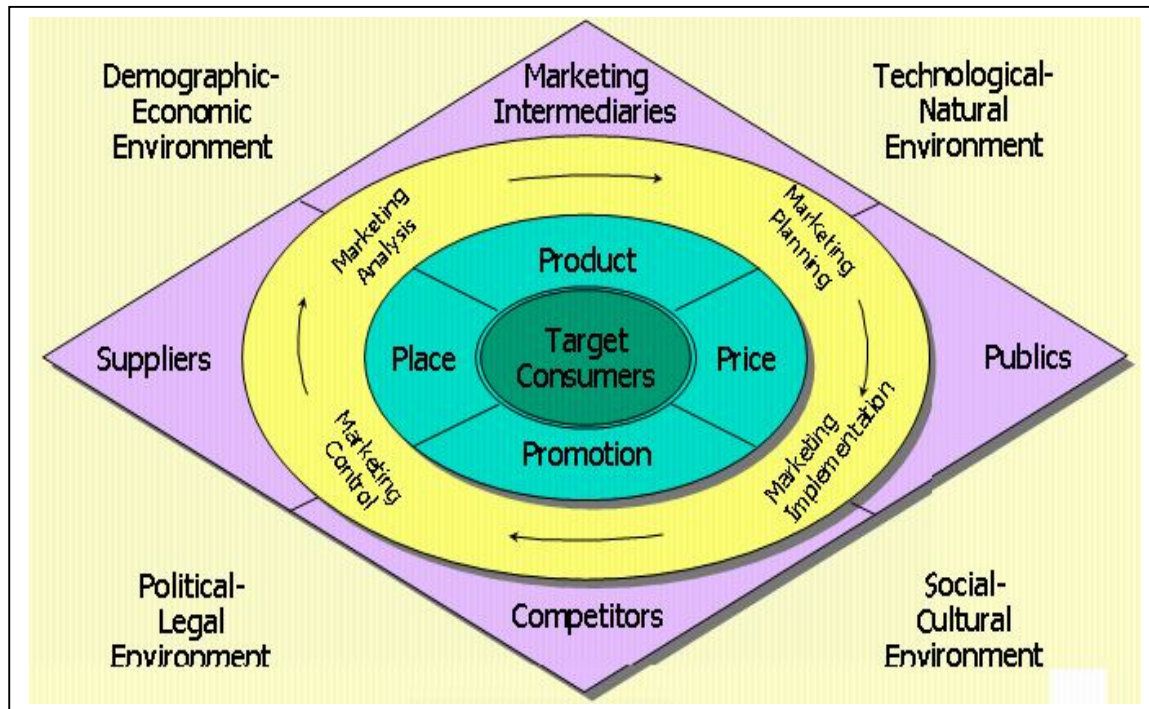 Demographic-
Economic
Environment
Marketing
Intermediaries
Technological-
Natural
Environment
Marketing
Analysis
Marketing
Planning
Product
Suppliers
Place
Target
Consumers
Price
Publics
Promotion
Marketing
Control
Marketing
Implementation
Political-
Legal
Environment
Competitors
Social-
Cultural
Environment